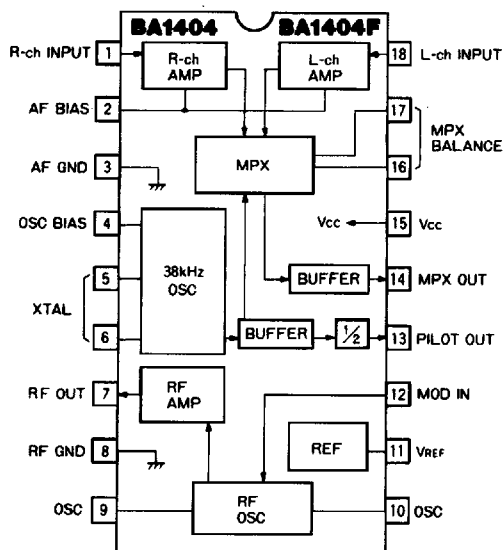 BA1404 BA1404F
R-ch INPUT 1 R-ch AMP L-ch AMP 18 L-ch INPUT
AF BIAS 2 17
MPX MPX BALANCE
AF GND 3 16
OSC BIAS 4 Vcc 15 Vcc
5 38kHz OSC BUFFER 14 MPX OUT
XTAL
6 BUFFER 1/2 13 PILOT OUT
RF OUT 7 RF AMP 12 MOD IN
RF GND 8 REF 11 VREF
OSC 9 RF OSC 10 OSC